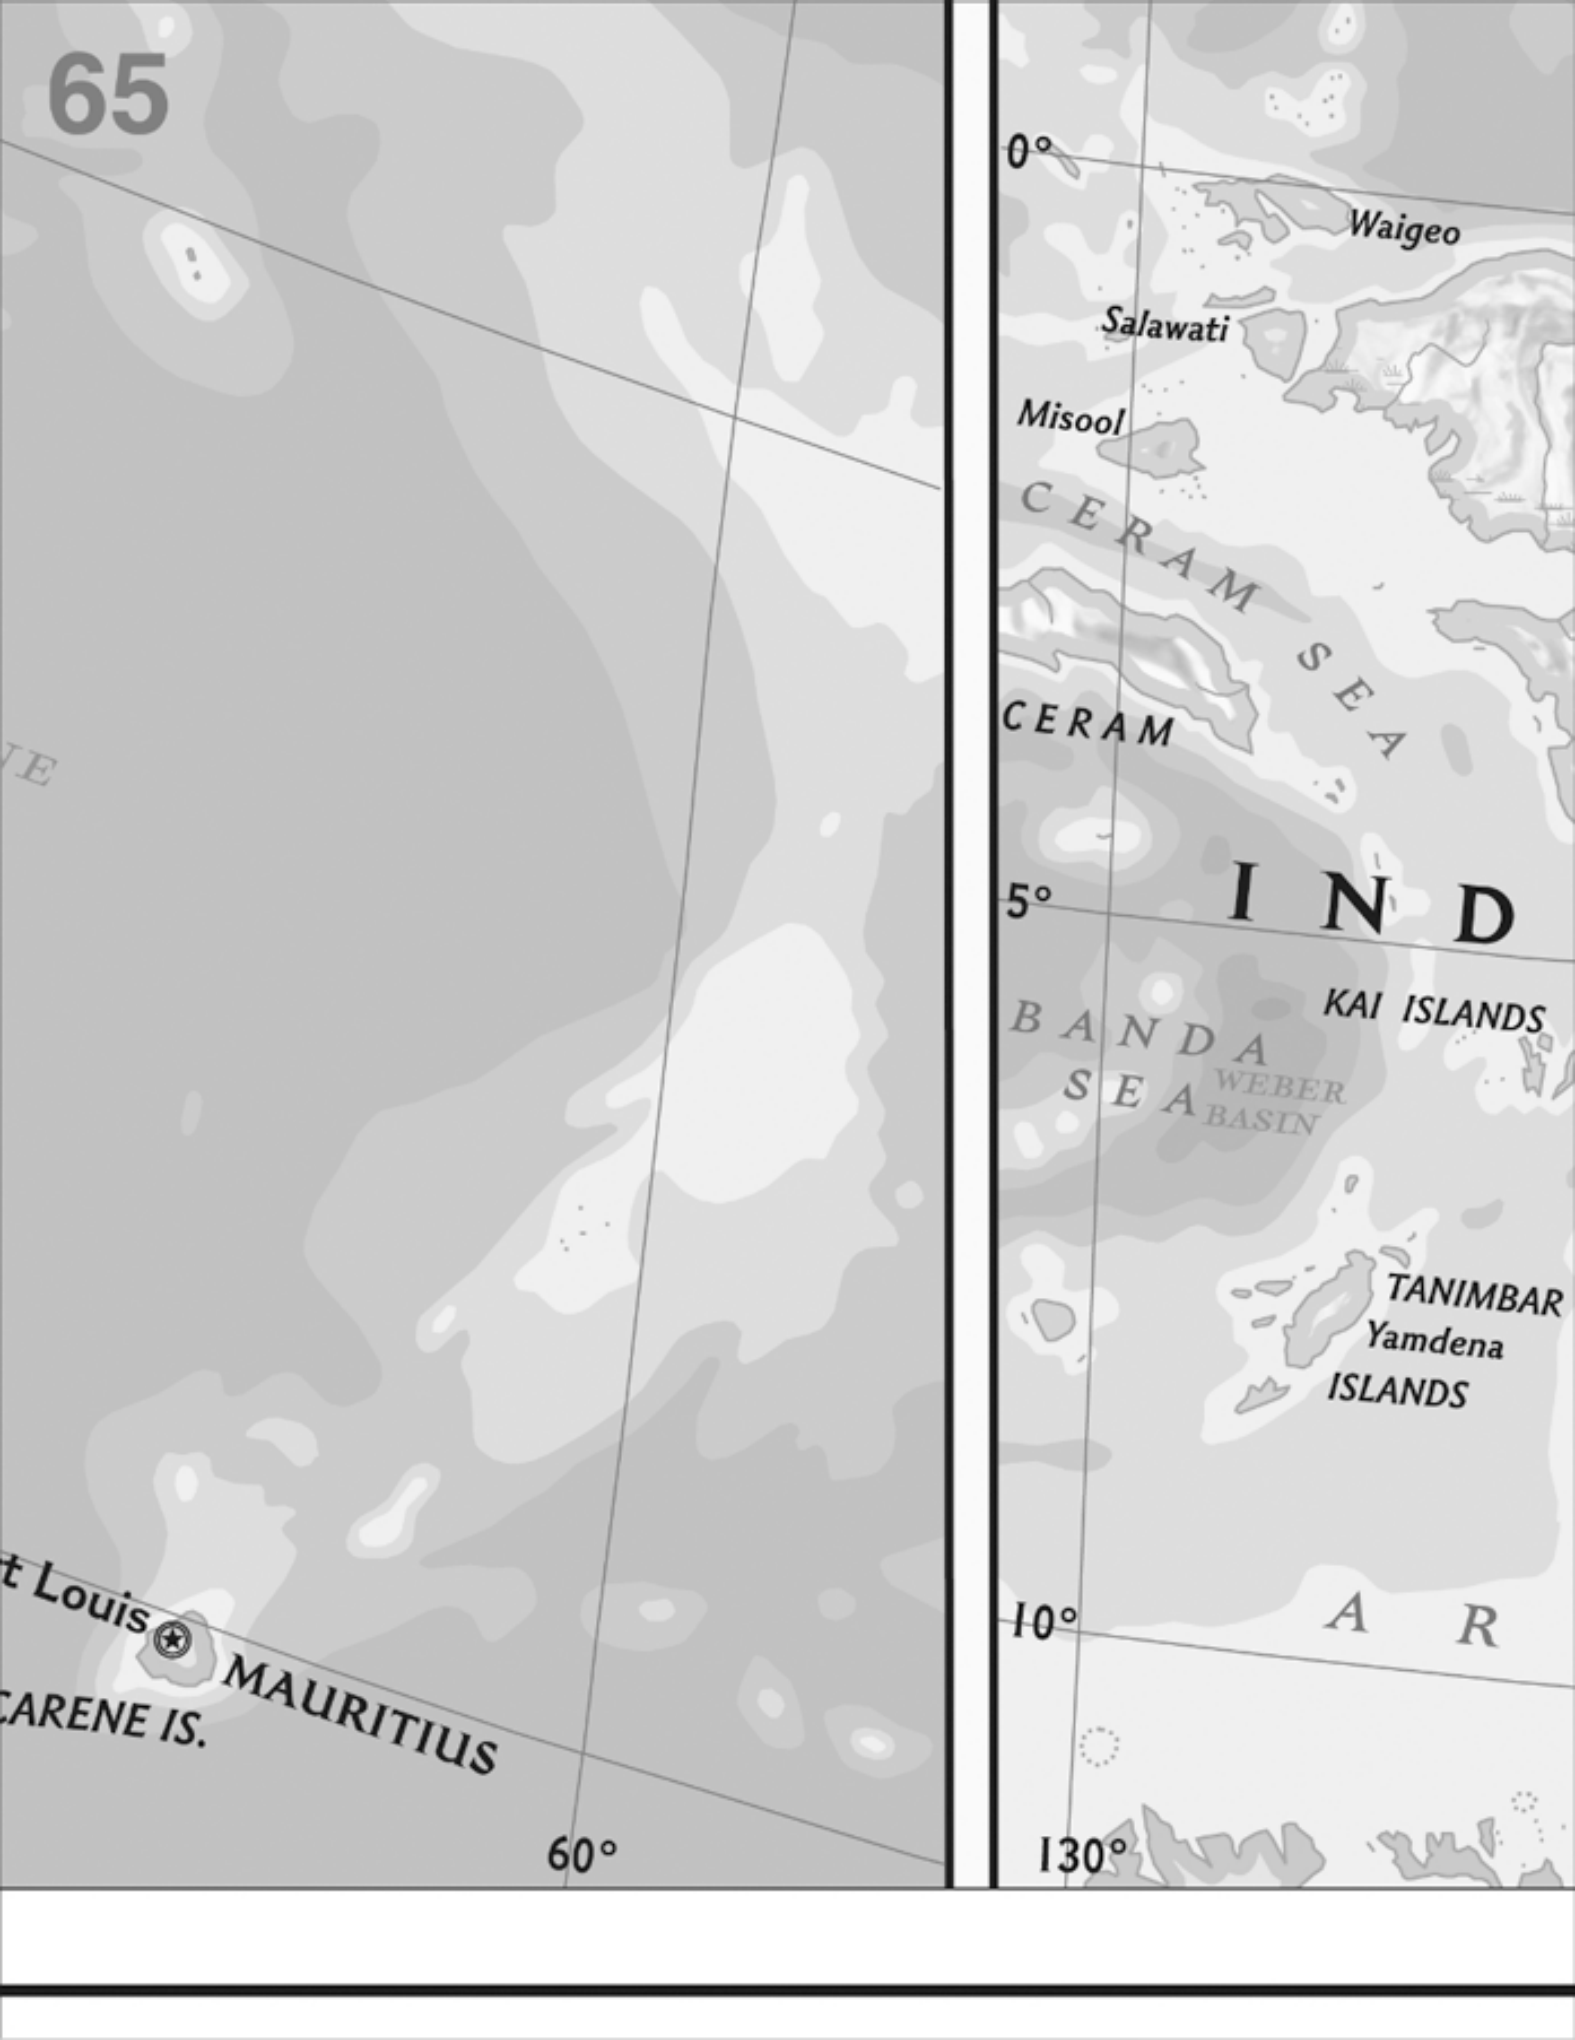 65
t Louis
MAURITIUS
CARENE IS.
60°
0°
Waigeo
Salawati
Misool
CERAM SEA
CERAM
5°
IND
KAI ISLANDS
BANDA
SEA
WEBER
BASIN
TANIMBAR
Yamdena
ISLANDS
10°
A R
130°